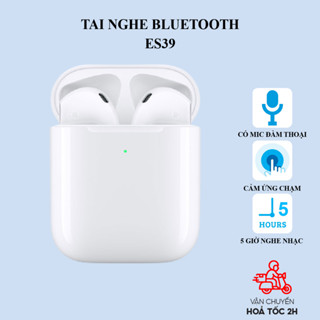 TAI NGHE BLUETOOTH
ES39
CÓ MIC ĐÀM THOẠI
CẢM ỨNG CHẠM
5
HOURS
5 GIỜ NGHE NHẠC
VẬN CHUYỂN
HOẢ TỐC 2H